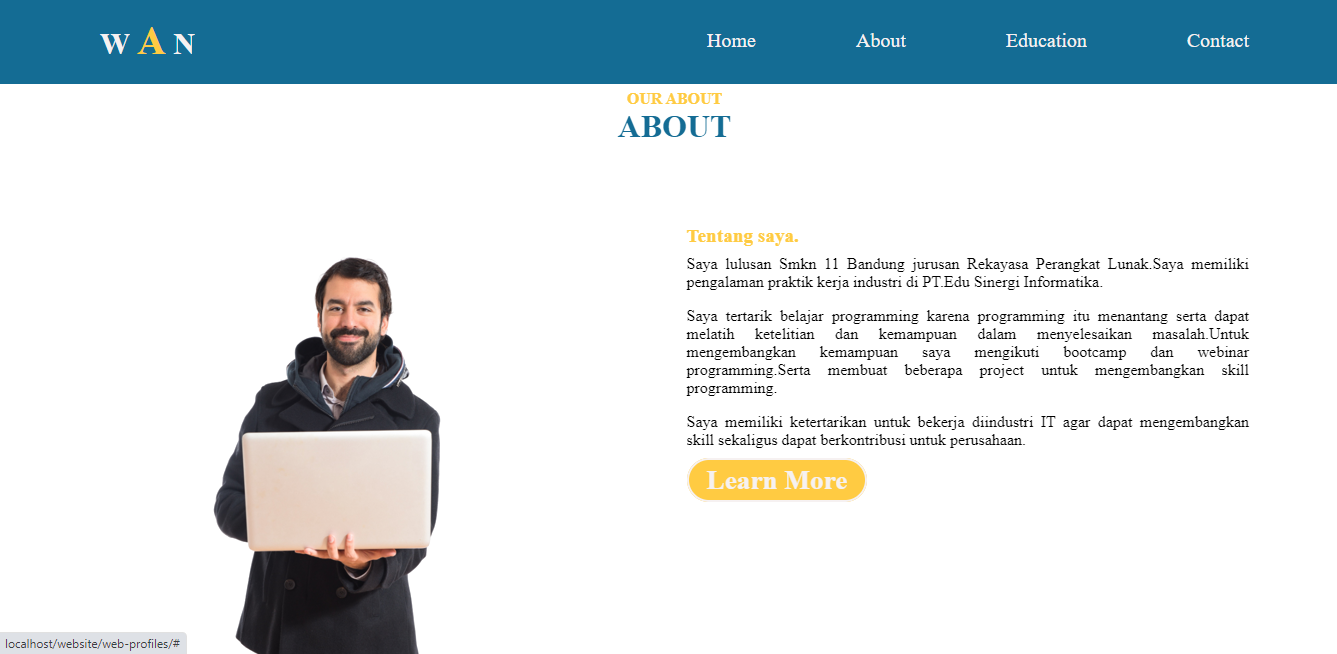 W A N
Home
About
Education
Contact
OUR ABOUT
ABOUT
Tentang saya.
Saya lulusan Smkn 11 Bandung jurusan Rekayasa Perangkat Lunak.Saya memiliki
pengalaman praktik kerja industri di PT.Edu Sinergi Informatika.
Saya tertarik belajar programming karena programming itu menantang serta dapat
melatih ketelitian dan kemampuan dalam menyelesaikan masalah.Untuk
mengembangkan kemampuan saya mengikuti bootcamp dan webinar
programming.Serta membuat beberapa project untuk mengembangkan skill
programming.
Saya memiliki ketertarikan untuk bekerja diindustri IT agar dapat mengembangkan
skill sekaligus dapat berkontribusi untuk perusahaan.
Learn More
localhost/website/web-profiles/#